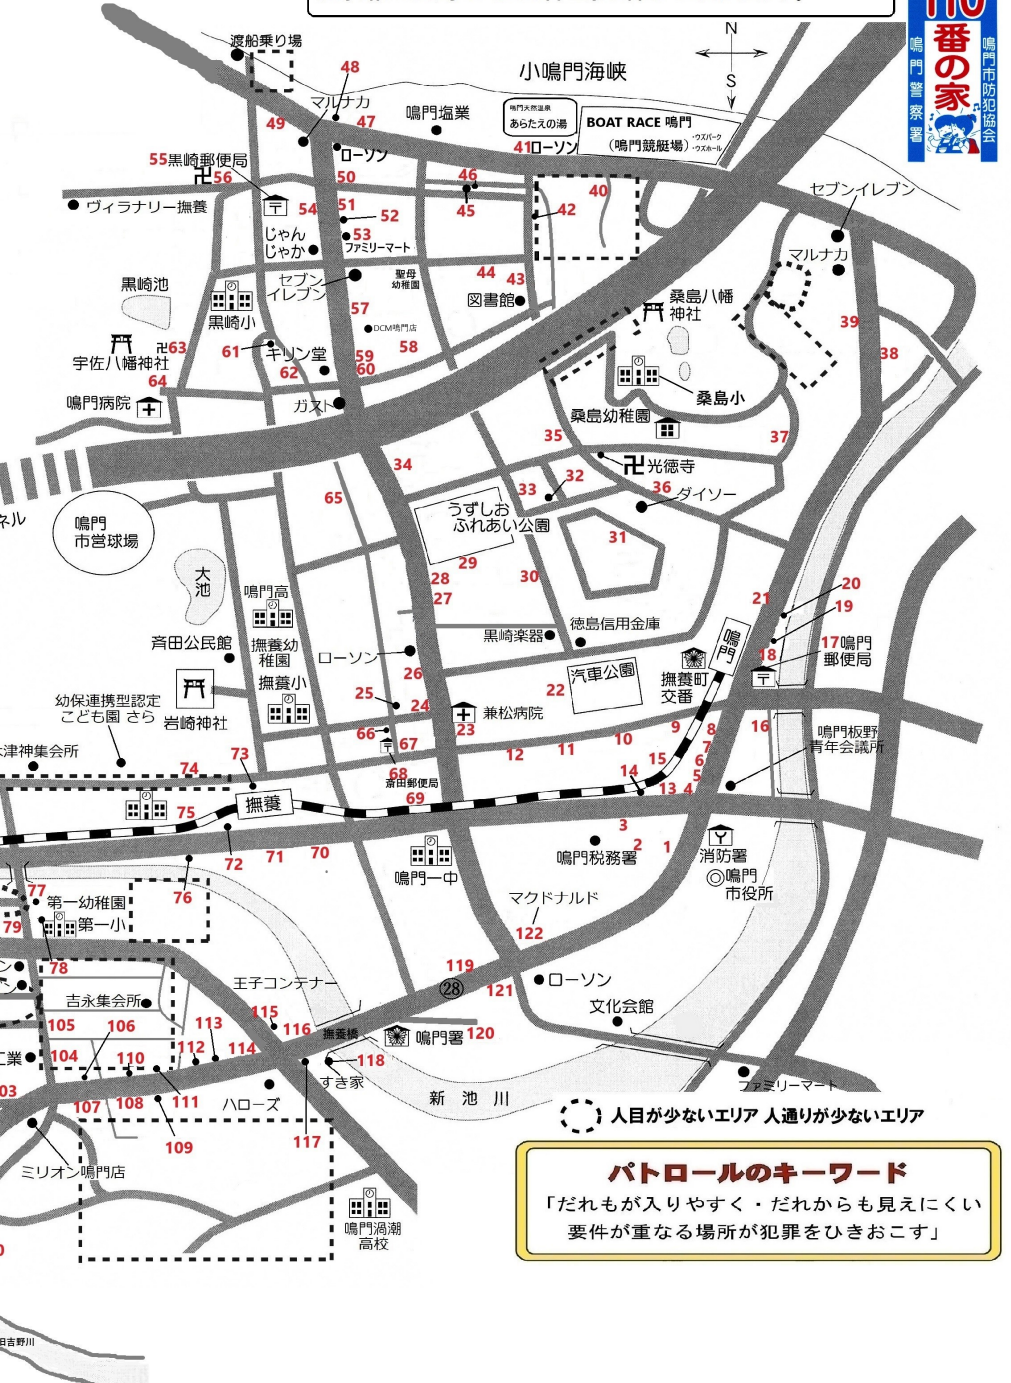 110
番の家
鳴門警察署
鳴門市防犯協会
N
S
渡船乗り場
48
小鳴門海峡
マルナカ
49
47
鳴門塩業
鳴門天然温泉
あらたえの湯
BOAT RACE 鳴門
(鳴門競艇場)
・ウズパーク
・ウズホール
41
ローソン
ローソン
55
黒崎郵便局
卍
56
50
46
45
40
42
セブンイレブン
ヴィラナリー撫養
54
51
52
じゃん
じゃか
53
ファミリーマート
マルナカ
黒崎池
黒崎小
セブン
イレブン
聖母
幼稚園
44
43
図書館
桑島八幡
神社
39
38
57
DCM鳴門店
58
宇佐八幡神社
卍
63
61
キリン堂
59
60
62
64
鳴門病院
ガスト
桑島小
桑島幼稚園
35
37
卍光徳寺
34
33
32
36
ダイソー
65
ネル
鳴門
市営球場
うずしお
ふれあい公園
31
大池
29
28
30
27
鳴門高
21
20
19
撫養幼
稚園
斉田公民館
黒崎楽器
徳島信用金庫
鳴門
18
17
鳴門
郵便局
撫養小
ローソン
26
汽車公園
撫養町
交番
22
岩崎神社
幼保連携型認定
こども園 さら
25
24
兼松病院
66
67
23
9
8
16
鳴門板野
青年会議所
木津神集会所
73
74
12
11
10
7
6
5
15
14
13
4
68
斎田郵便局
69
75
撫養
3
2
1
72
71
70
鳴門一中
鳴門税務署
消防署
◎鳴門
市役所
76
77
第一幼稚園
第一小
79
マクドナルド
122
78
119
28
121
ローソン
王子コンテナー
吉永集会所
文化会館
105
106
115
113
116
撫養橋
鳴門署
120
104
工業
110
112
114
118
すき家
103
107
108
111
ハローズ
新 池 川
ファミリーマート
109
117
人目が少ないエリア 人通りが少ないエリア
ミリオン鳴門店
鳴門渦潮
高校
パトロールのキーワード
「だれもが入りやすく・だれからも見えにくい
要件が重なる場所が犯罪をひきおこす」
旧吉野川